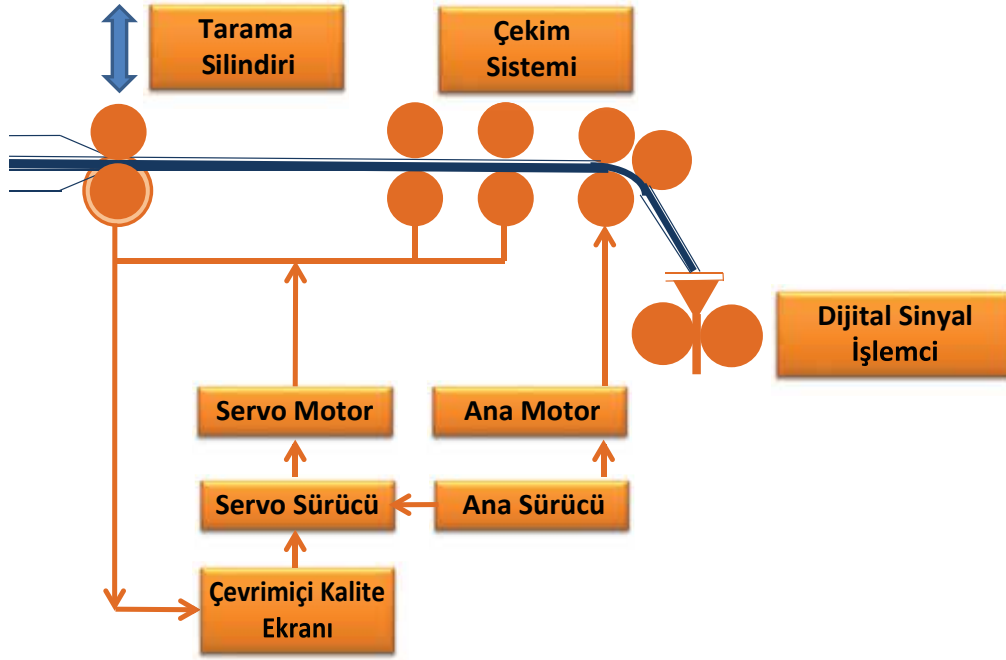 Tarama
Silindiri
Çekim
Sistemi
Dijital Sinyal
İşlemci
Servo Motor
Ana Motor
Servo Sürücü
Ana Sürücü
Çevrimiçi Kalite
Ekranı